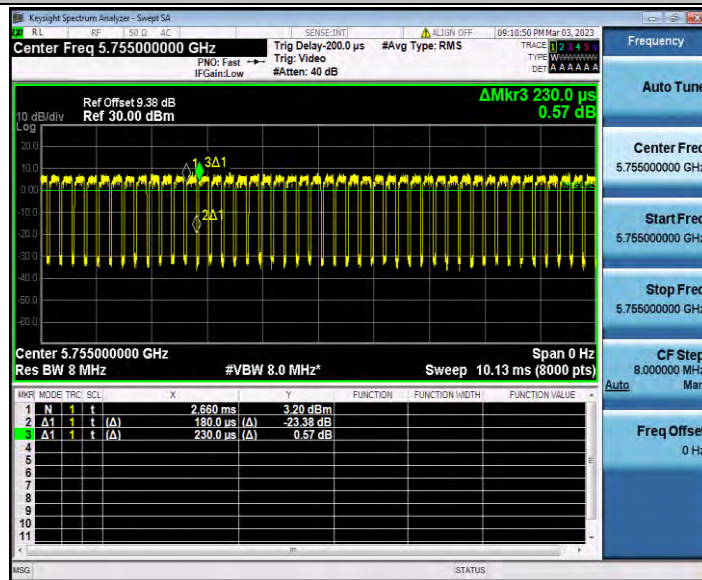 Keysight Spectrum Analyzer - Swept SA
RL RF 50 Ω AC SENSE:INT ALIGN OFF 09:10:50 PM Mar 03, 2023
Center Freq 5.755000000 GHz
PNO: Fast
IFGain:Low
Trig Delay-200.0 µs
Trig: Video
#Atten: 40 dB
#Avg Type: RMS
TRACE 1 2 3 4 5 6
TYPE W
DET A A A A A A
ΔMkr3 230.0 µs
0.57 dB
Ref Offset 9.38 dB
10 dB/div Ref 30.00 dBm
Log
20.0
10.0
0.00
-10.0
-20.0
-30.0
-40.0
-50.0
-60.0
1 3Δ1
2Δ1
Center 5.755000000 GHz Span 0 Hz
Res BW 8 MHz #VBW 8.0 MHz* Sweep 10.13 ms (8000 pts)
MKR MODE TRC SCL X Y FUNCTION FUNCTION WIDTH FUNCTION VALUE
1 N 1 t 2.660 ms 3.20 dBm
2 Δ1 1 t (Δ) 180.0 µs (Δ) -23.38 dB
3 Δ1 1 t (Δ) 230.0 µs (Δ) 0.57 dB
4
5
6
7
8
9
10
11
MSG STATUS
Frequency
Auto Tune
Center Freq
5.755000000 GHz
Start Freq
5.755000000 GHz
Stop Freq
5.755000000 GHz
CF Step
8.000000 MHz
Auto Man
Freq Offset
0 Hz